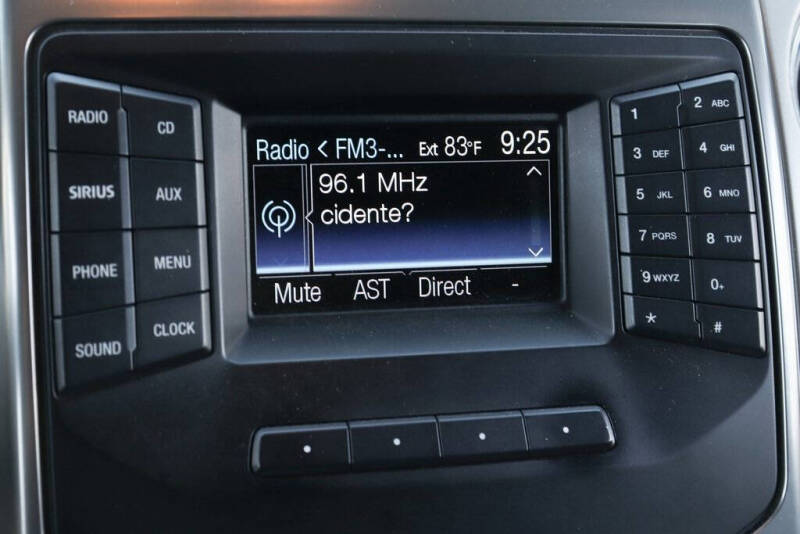 RADIO
CD
SIRIUS
AUX
PHONE
MENU
SOUND
CLOCK
Radio < FM3-... Ext 83°F 9:25
96.1 MHz
cidente?
Mute AST Direct -
1
2 ABC
3 DEF
4 GHI
5 JKL
6 MNO
7 PQRS
8 TUV
9 WXYZ
0+
*
#